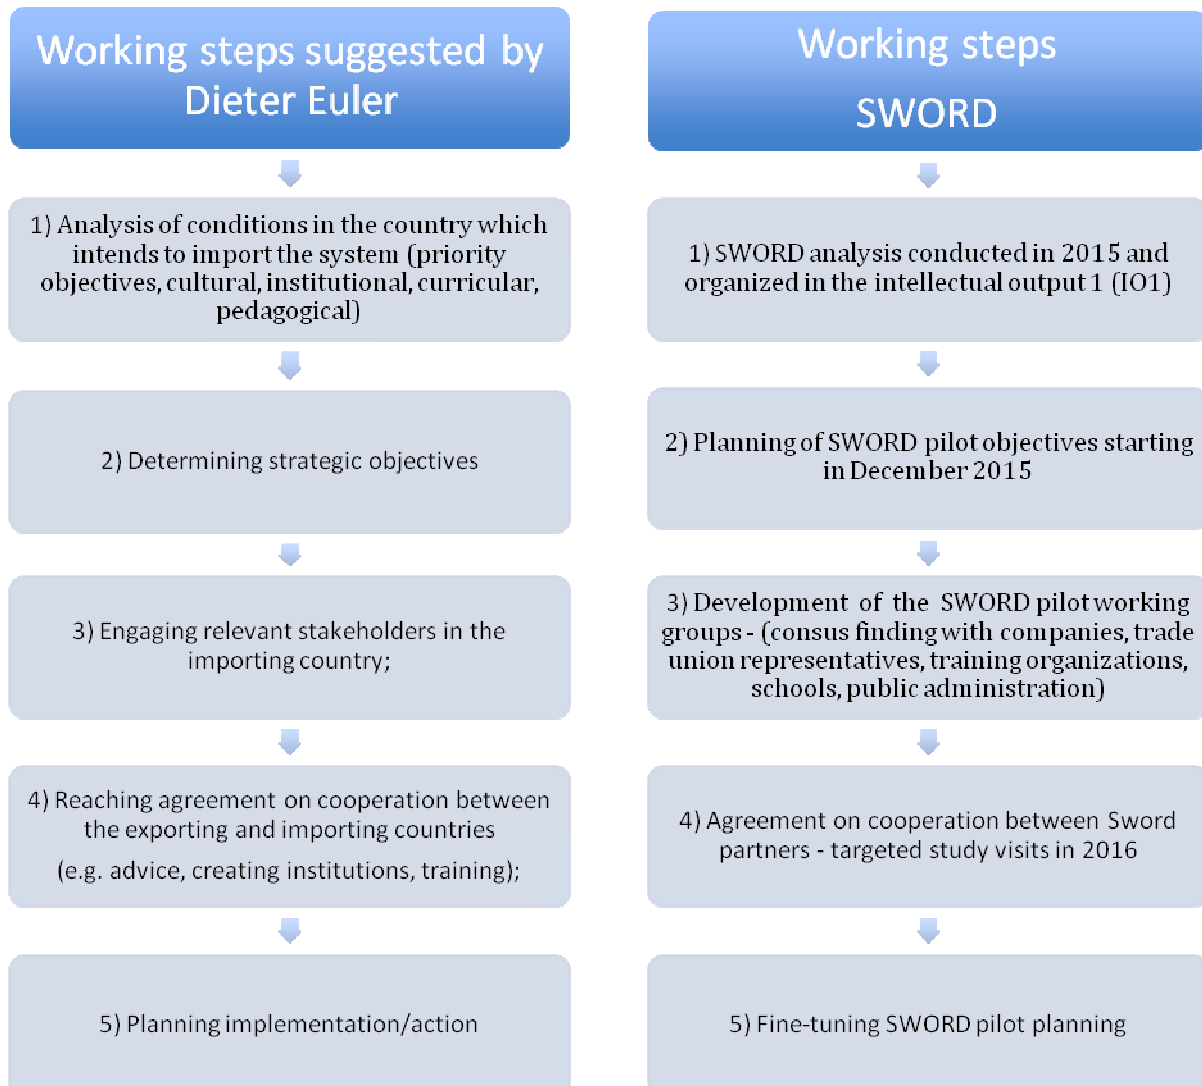 Working steps suggested by
Dieter Euler
1) Analysis of conditions in the country which
intends to import the system (priority
objectives, cultural, institutional, curricular,
pedagogical)
2) Determining strategic objectives
3) Engaging relevant stakeholders in the
importing country;
4) Reaching agreement on cooperation between
the exporting and importing countries
(e.g. advice, creating institutions, training);
5) Planning implementation/action
Working steps
SWORD
1) SWORD analysis conducted in 2015 and
organized in the intellectual output 1 (IO1)
2) Planning of SWORD pilot objectives starting
in December 2015
3) Development of the SWORD pilot working
groups - (consus finding with companies, trade
union representatives, training organizations,
schools, public administration)
4) Agreement on cooperation between Sword
partners - targeted study visits in 2016
5) Fine-tuning SWORD pilot planning